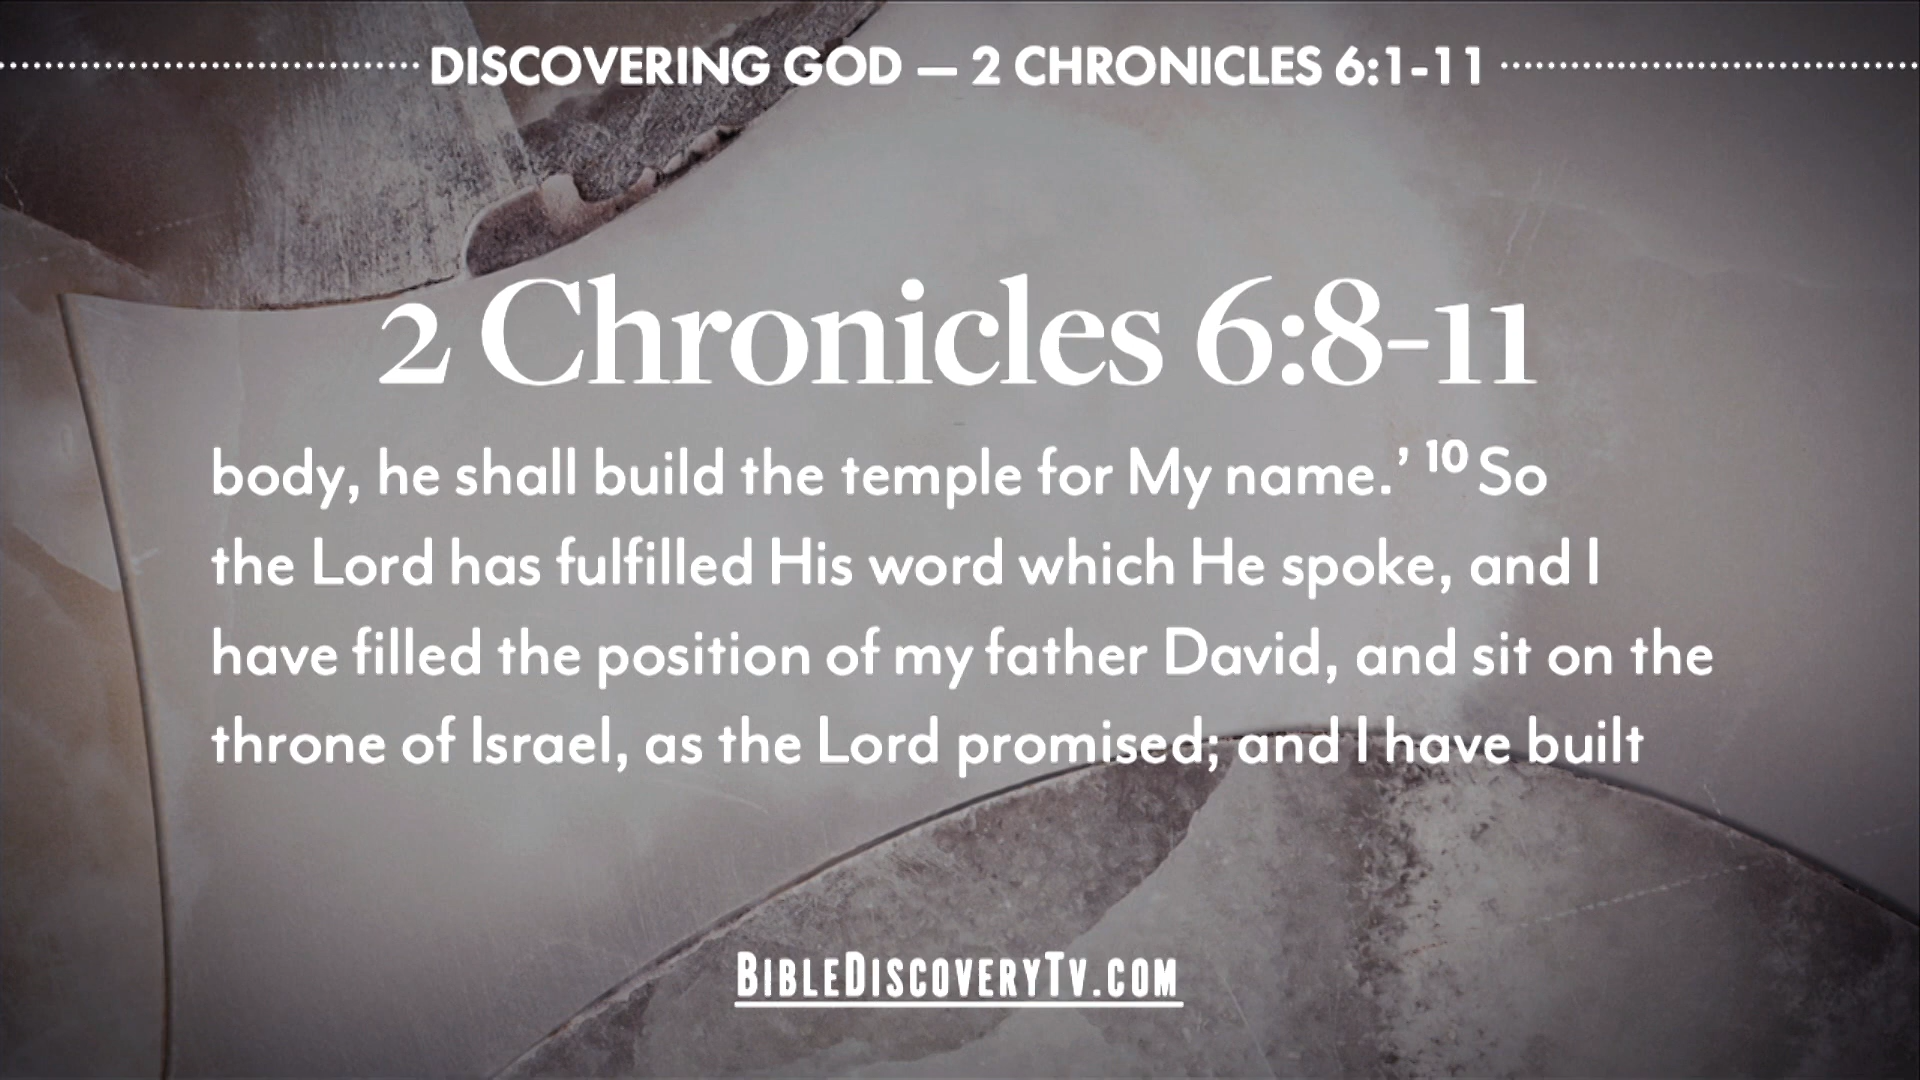 DISCOVERING GOD — 2 CHRONICLES 6:1-11
2 Chronicles 6:8-11
body, he shall build the temple for My name.’ ¹⁰ So
the Lord has fulfilled His word which He spoke, and I
have filled the position of my father David, and sit on the
throne of Israel, as the Lord promised; and I have built
BIBLEDISCOVERYTV.COM